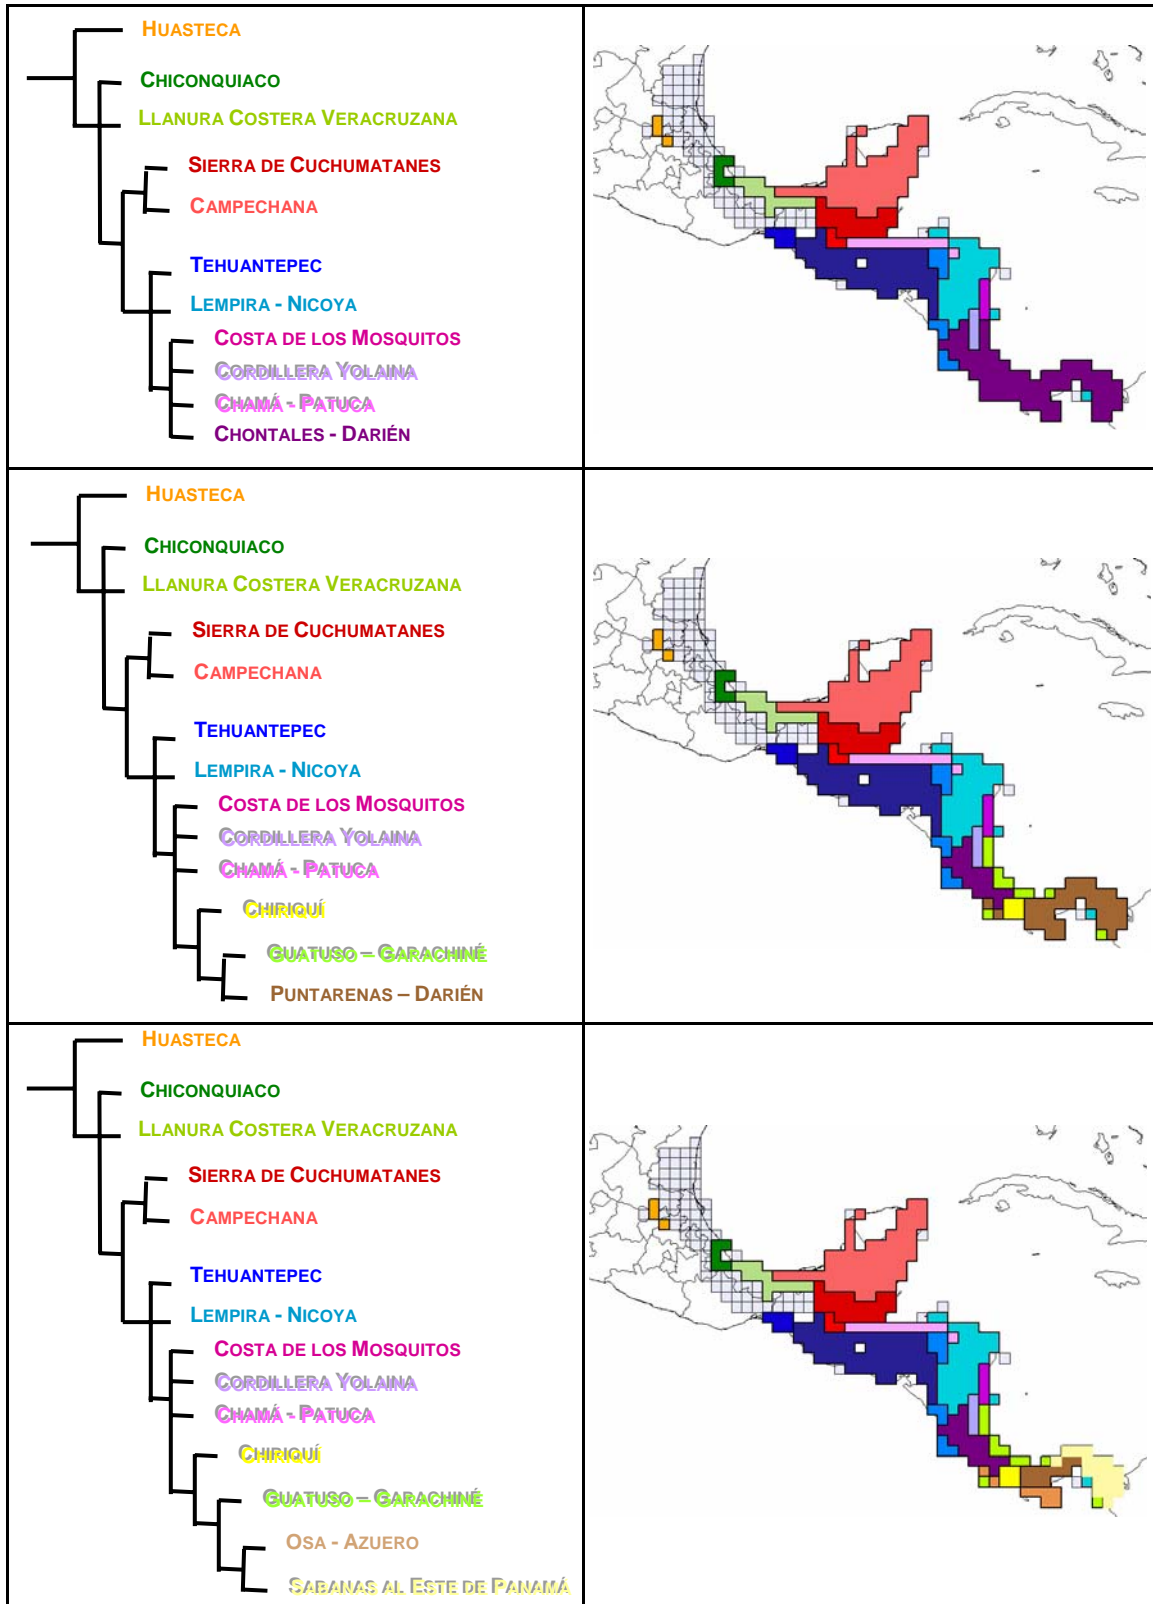 HUASTECA
CHICONQUIACO
LLANURA COSTERA VERACRUZANA
SIERRA DE CUCHUMATANES
CAMPECHANA
TEHUANTEPEC
LEMPIRA - NICOYA
COSTA DE LOS MOSQUITOS
CORDILLERA YOLAINA
CHAMÁ - PATUCA
CHONTALES - DARIÉN
HUASTECA
CHICONQUIACO
LLANURA COSTERA VERACRUZANA
SIERRA DE CUCHUMATANES
CAMPECHANA
TEHUANTEPEC
LEMPIRA - NICOYA
COSTA DE LOS MOSQUITOS
CORDILLERA YOLAINA
CHAMÁ - PATUCA
CHIRIQUÍ
GUATUSO – GARACHINÉ
PUNTARENAS – DARIÉN
HUASTECA
CHICONQUIACO
LLANURA COSTERA VERACRUZANA
SIERRA DE CUCHUMATANES
CAMPECHANA
TEHUANTEPEC
LEMPIRA - NICOYA
COSTA DE LOS MOSQUITOS
CORDILLERA YOLAINA
CHAMÁ - PATUCA
CHIRIQUÍ
GUATUSO – GARACHINÉ
OSA - AZUERO
SABANAS AL ESTE DE PANAMÁ